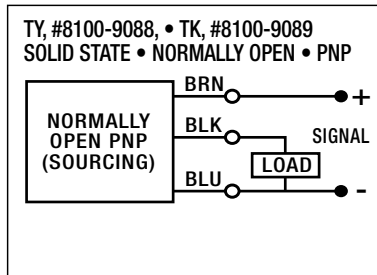 TY, #8100-9088, • TK, #8100-9089
SOLID STATE • NORMALLY OPEN • PNP
BRN
+
NORMALLY
OPEN PNP
(SOURCING)
BLK
SIGNAL
LOAD
BLU
-